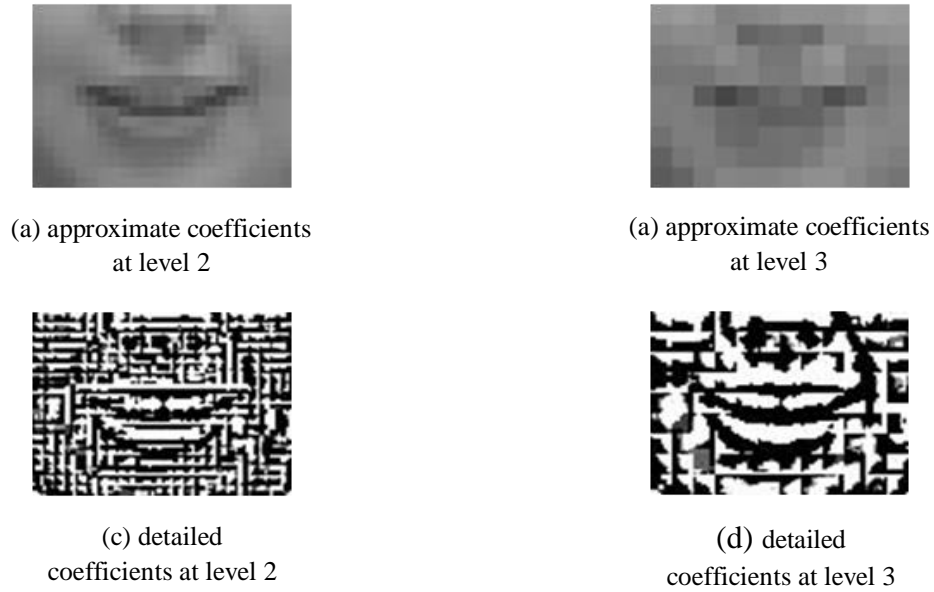 (a) approximate coefficients
at level 2
(a) approximate coefficients
at level 3
(c) detailed
coefficients at level 2
(d) detailed
coefficients at level 3